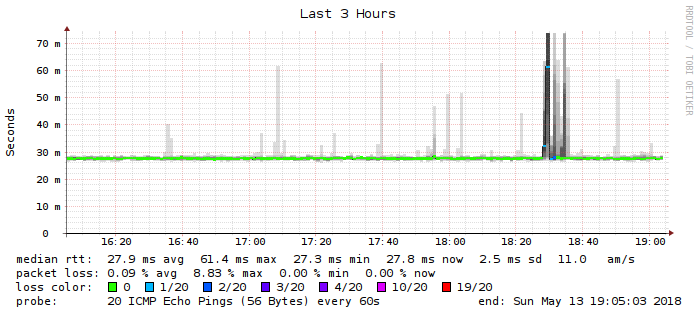 Last 3 Hours
RRDTOOL / TOBI OETIKER
Seconds
70 m
60 m
50 m
40 m
30 m
20 m
10 m
0
16:20 16:40 17:00 17:20 17:40 18:00 18:20 18:40 19:00
median rtt: 27.9 ms avg 61.4 ms max 27.3 ms min 27.8 ms now 2.5 ms sd 11.0 am/s
packet loss: 0.09 % avg 8.83 % max 0.00 % min 0.00 % now
loss color: 0 1/20 2/20 3/20 4/20 10/20 19/20
probe: 20 ICMP Echo Pings (56 Bytes) every 60s end: Sun May 13 19:05:03 2018